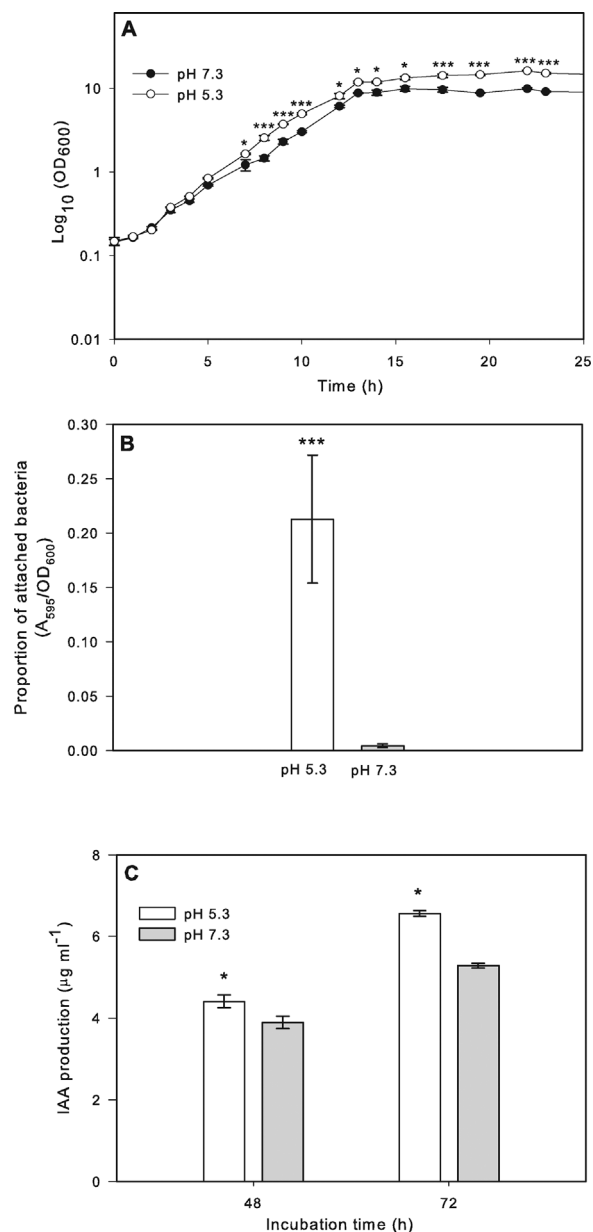 A
pH 7.3
pH 5.3
* *** *** *** * * * * *** *** *** ***
10
1
0.1
0.01
Log10 (OD600)
0 5 10 15 20 25
Time (h)
B
***
0.30
0.25
0.20
0.15
0.10
0.05
0.00
Proportion of attached bacteria
(A595/OD600)
pH 5.3 pH 7.3
C
pH 5.3
pH 7.3
*
*
8
6
4
2
0
IAA production (µg ml-1)
48 72
Incubation time (h)